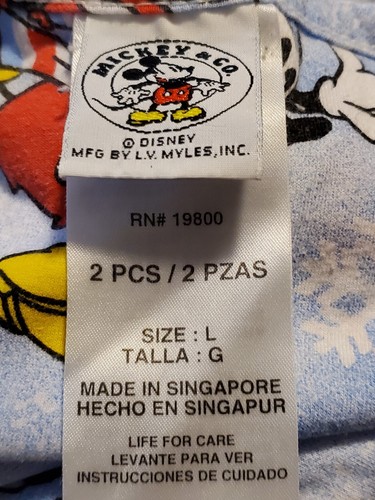 MICKEY & CO.
© DISNEY
MFG BY L.V. MYLES, INC.
RN# 19800
2 PCS / 2 PZAS
SIZE : L
TALLA : G
MADE IN SINGAPORE
HECHO EN SINGAPUR
LIFE FOR CARE
LEVANTE PARA VER
INSTRUCCIONES DE CUIDADO